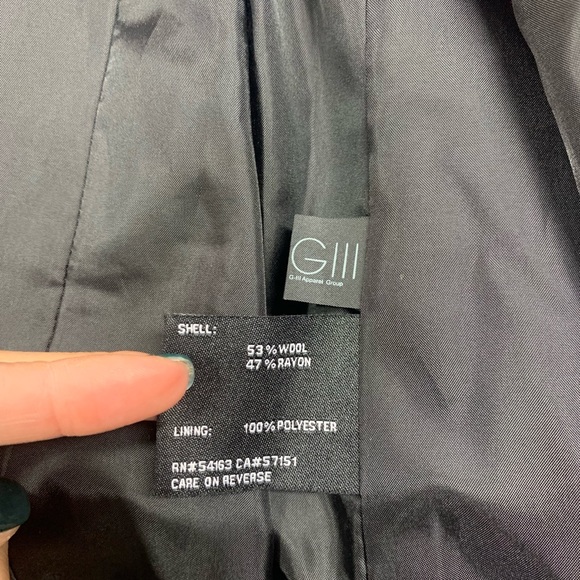 GIII
G-III Apparel Group
SHELL:
53%WOOL
47%RAYON
LINING: 100%POLYESTER
RN#54163 CA#57151
CARE ON REVERSE